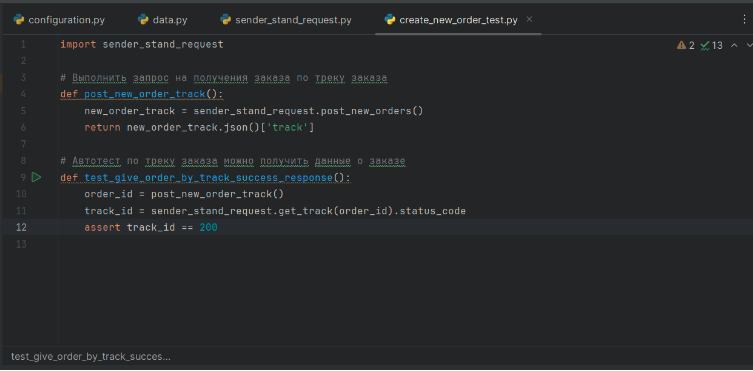 configuration.py data.py sender_stand_request.py create_new_order_test.py
2 13
1 import sender_stand_request
2
3 # Выполнить запрос на получения заказа по треку заказа
4 def post_new_order_track():
5 new_order_track = sender_stand_request.post_new_orders()
6 return new_order_track.json()['track']
7
8 # Автотест по треку заказа можно получить данные о заказе
9 def test_give_order_by_track_success_response():
10 order_id = post_new_order_track()
11 track_id = sender_stand_request.get_track(order_id).status_code
12 assert track_id == 200
13
test_give_order_by_track_succes...